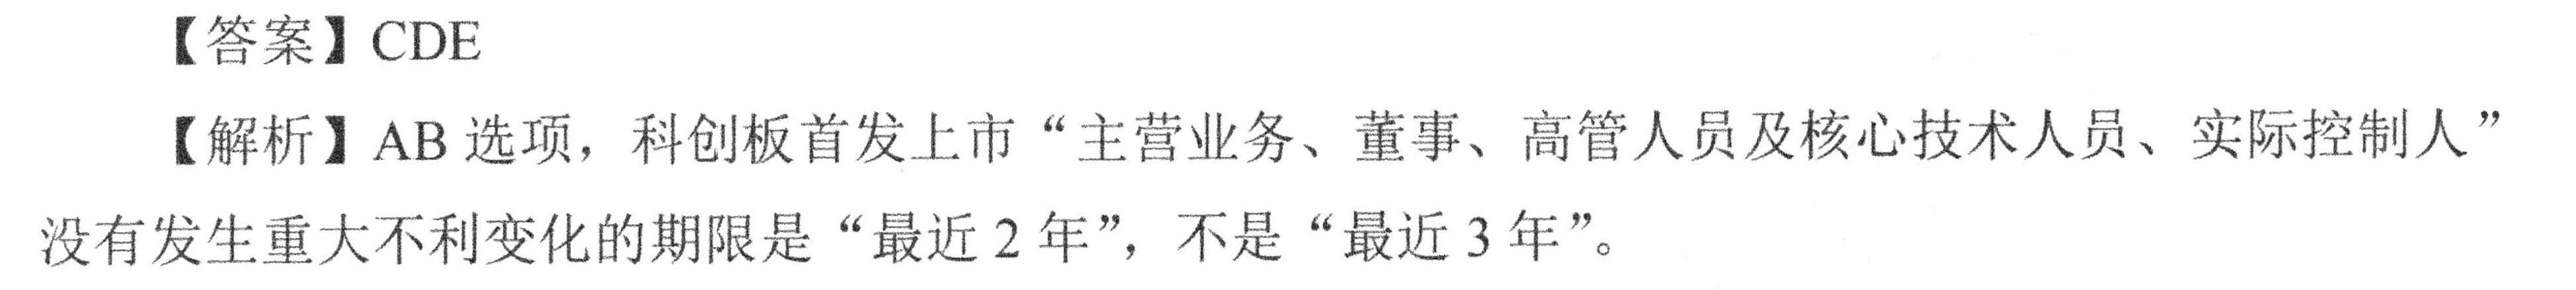 【答案】CDE
【解析】AB 选项，科创板首发上市“主营业务、董事、高管人员及核心技术人员、实际控制人”
没有发生重大不利变化的期限是“最近 2 年”，不是“最近 3 年”。